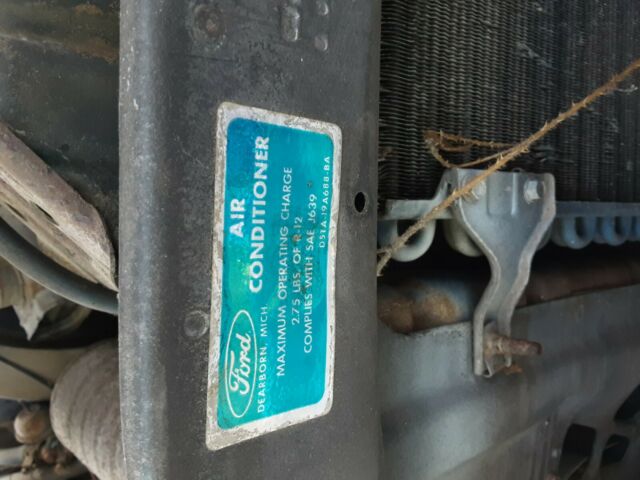 Ford
DEARBORN, MICH.
AIR
CONDITIONER
MAXIMUM OPERATING CHARGE
2.75 LBS. OF R-12
COMPLIES WITH SAE J639
D51A-19A688-BA